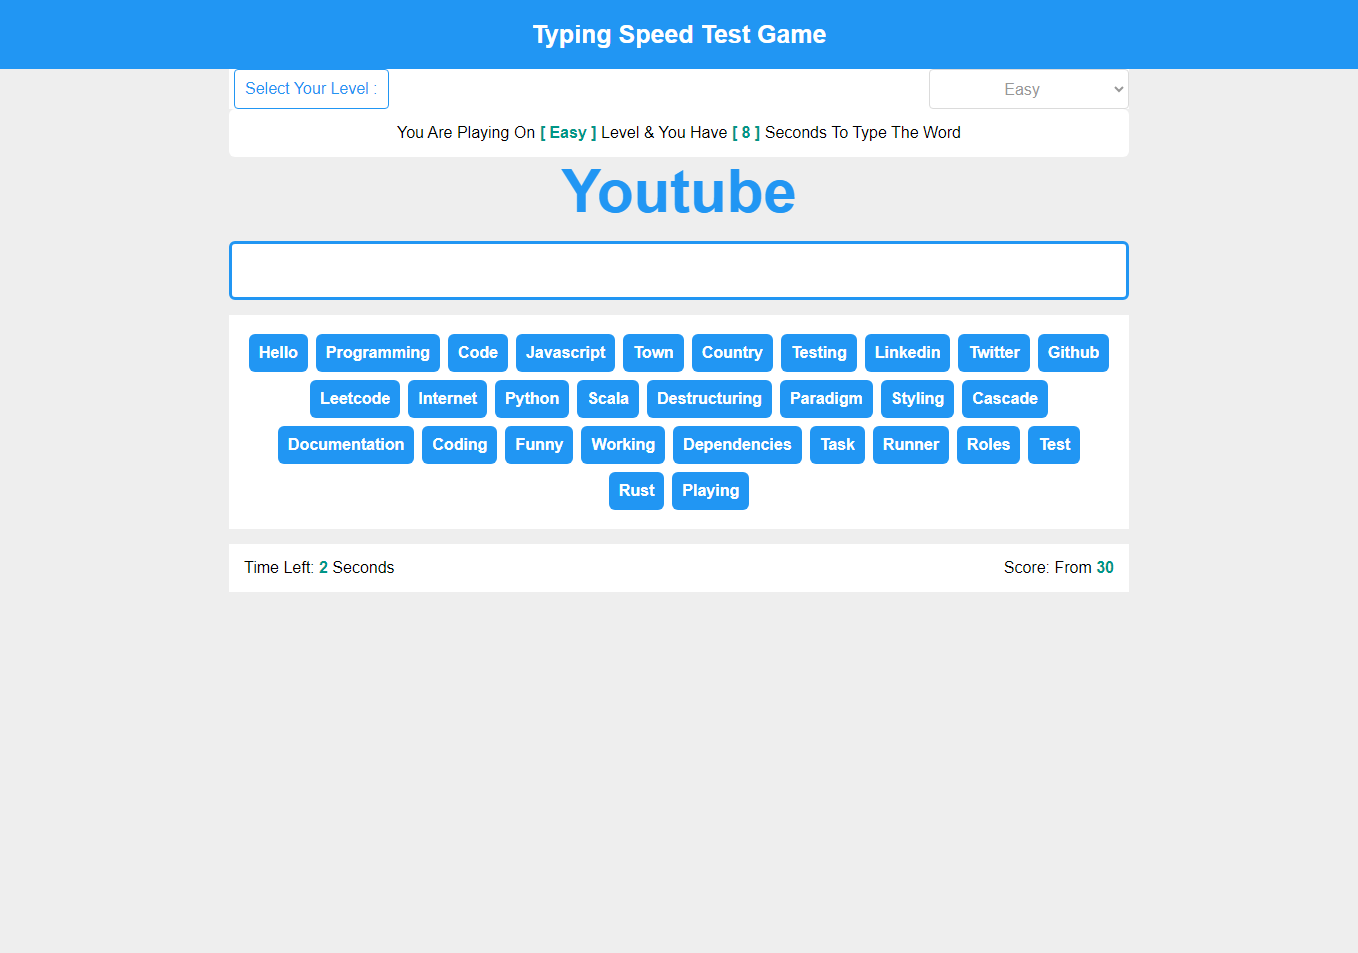 Typing Speed Test Game
Select Your Level : Easy
You Are Playing On [ Easy ] Level & You Have [ 8 ] Seconds To Type The Word
Youtube
Hello Programming Code Javascript Town Country Testing Linkedin Twitter Github
Leetcode Internet Python Scala Destructuring Paradigm Styling Cascade
Documentation Coding Funny Working Dependencies Task Runner Roles Test
Rust Playing
Time Left: 2 Seconds Score: From 30